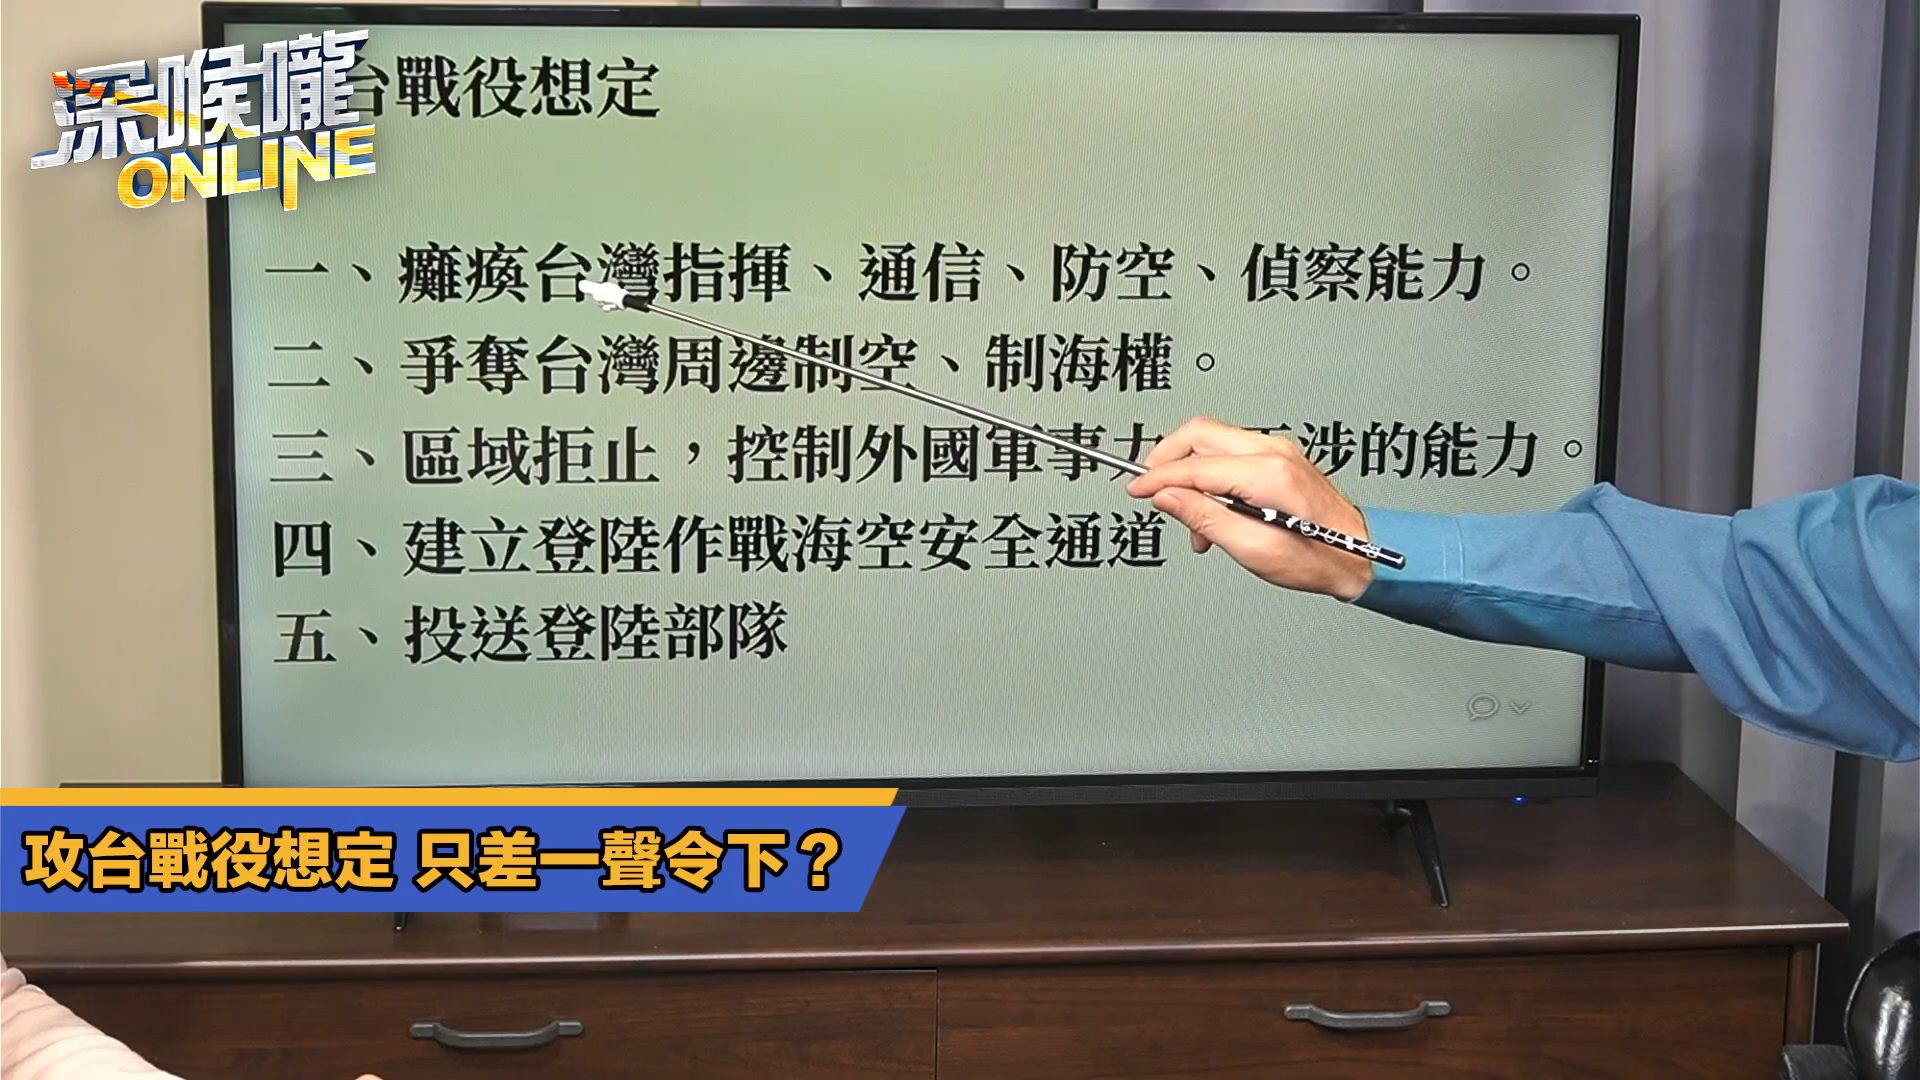 深喉嚨
ONLINE
台戰役想定
一、癱瘓台灣指揮、通信、防空、偵察能力。
二、爭奪台灣周邊制空、制海權。
三、區域拒止，控制外國軍事力 涉的能力。
四、建立登陸作戰海空安全通道
五、投送登陸部隊
攻台戰役想定 只差一聲令下？